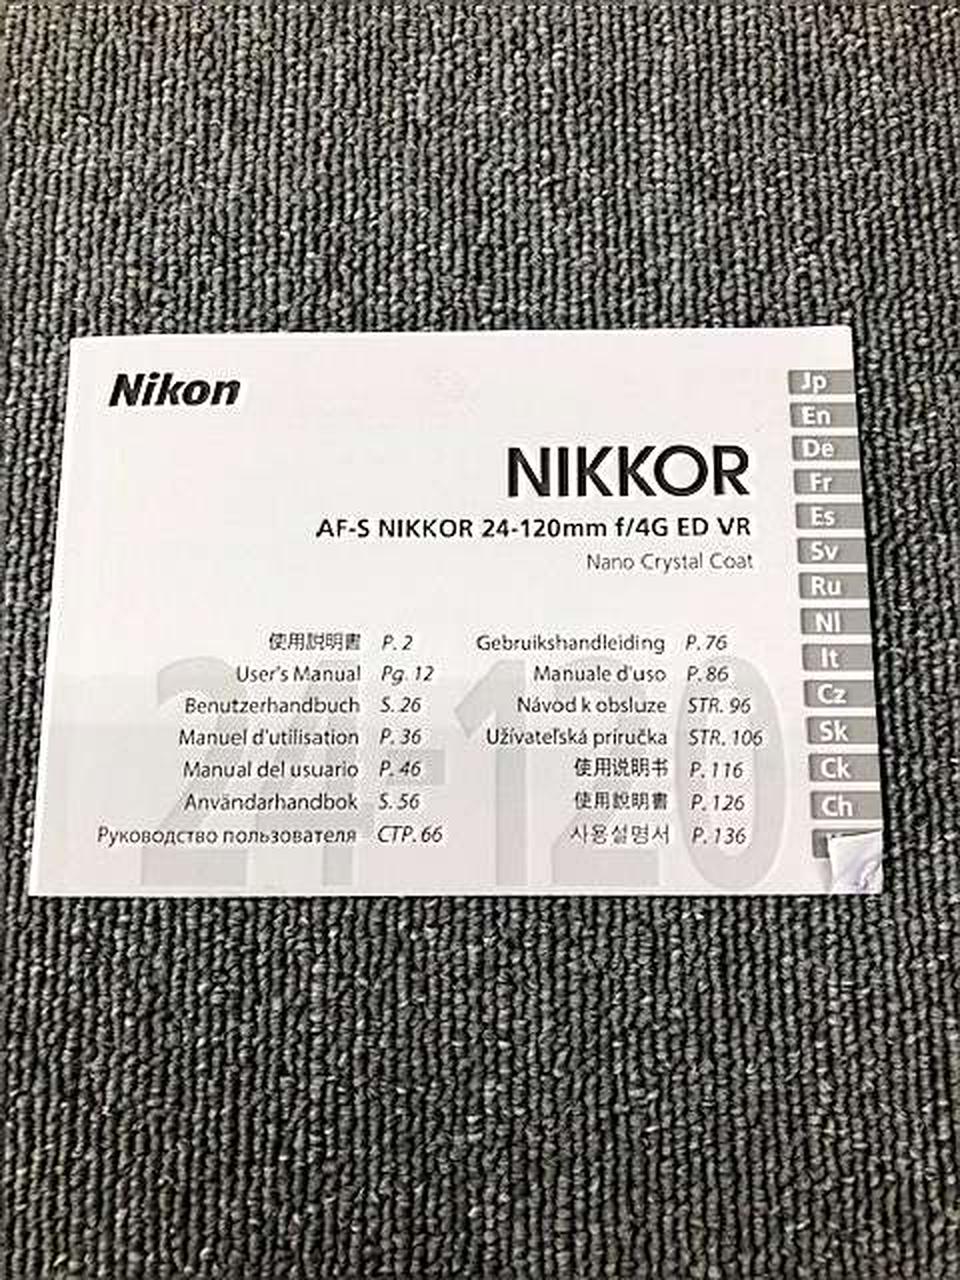 Nikon
NIKKOR
AF-S NIKKOR 24-120mm f/4G ED VR
Nano Crystal Coat
使用説明書 P. 2
User's Manual Pg. 12
Benutzerhandbuch S. 26
Manuel d'utilisation P. 36
Manual del usuario P. 46
Användarhandbok S. 56
Руководство пользователя СТР. 66
Gebruikshandleiding P. 76
Manuale d'uso P. 86
Návod k obsluze STR. 96
Užívateľská príručka STR. 106
使用说明书 P. 116
使用說明書 P. 126
사용설명서 P. 136
24-120
Jp
En
De
Fr
Es
Sv
Ru
Nl
It
Cz
Sk
Ck
Ch